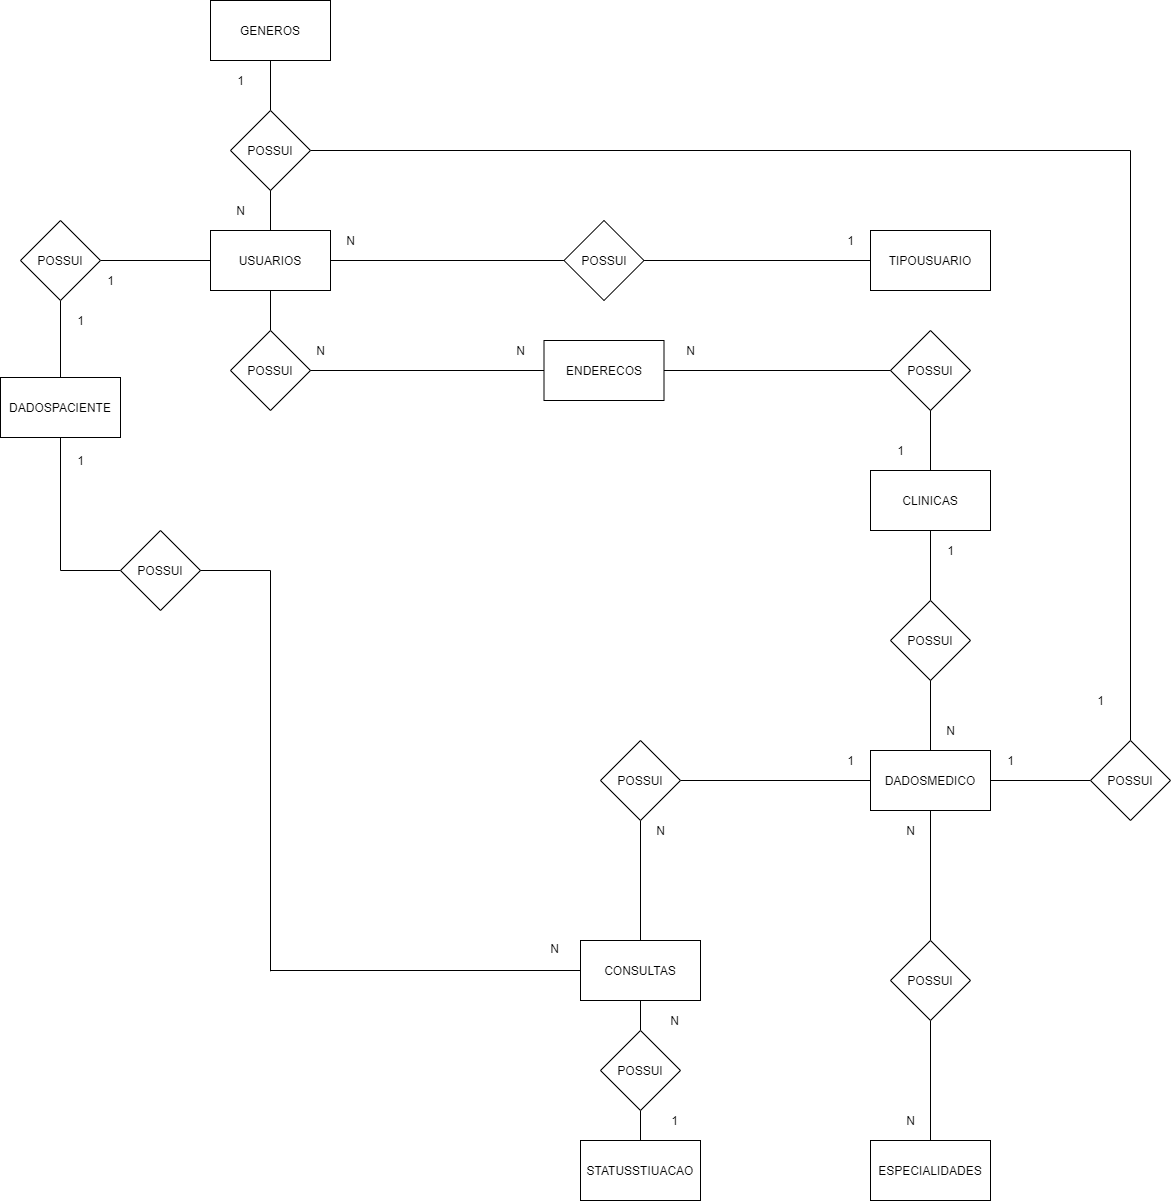 GENEROS
1
POSSUI
N
USUARIOS
N
POSSUI
1
TIPOUSUARIO
POSSUI
1
1
POSSUI
N
N
ENDERECOS
N
POSSUI
DADOSPACIENTE
1
1
CLINICAS
1
POSSUI
POSSUI
N
1
POSSUI
1
DADOSMEDICO
1
POSSUI
N
N
N
CONSULTAS
POSSUI
N
POSSUI
1
N
STATUSSTIUACAO
ESPECIALIDADES